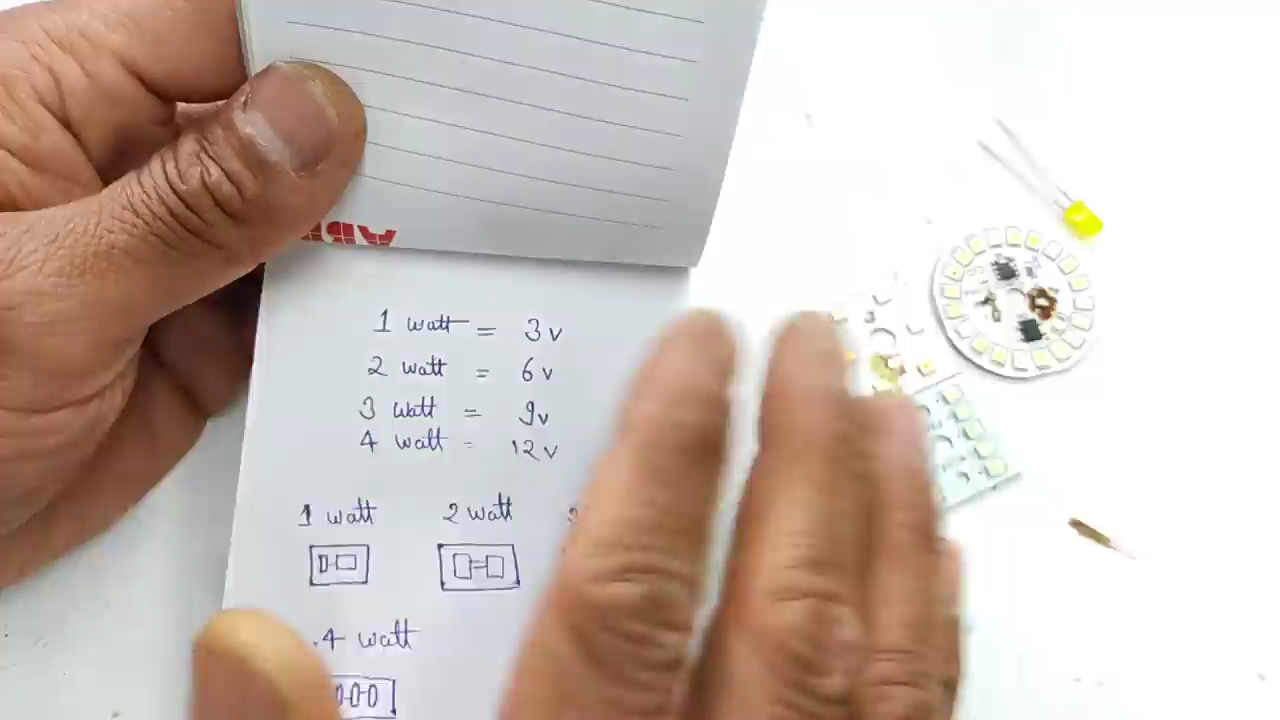 1 watt = 3v
2 watt = 6v
3 watt = 9v
4 watt = 12v
1 watt 2 watt
4 watt